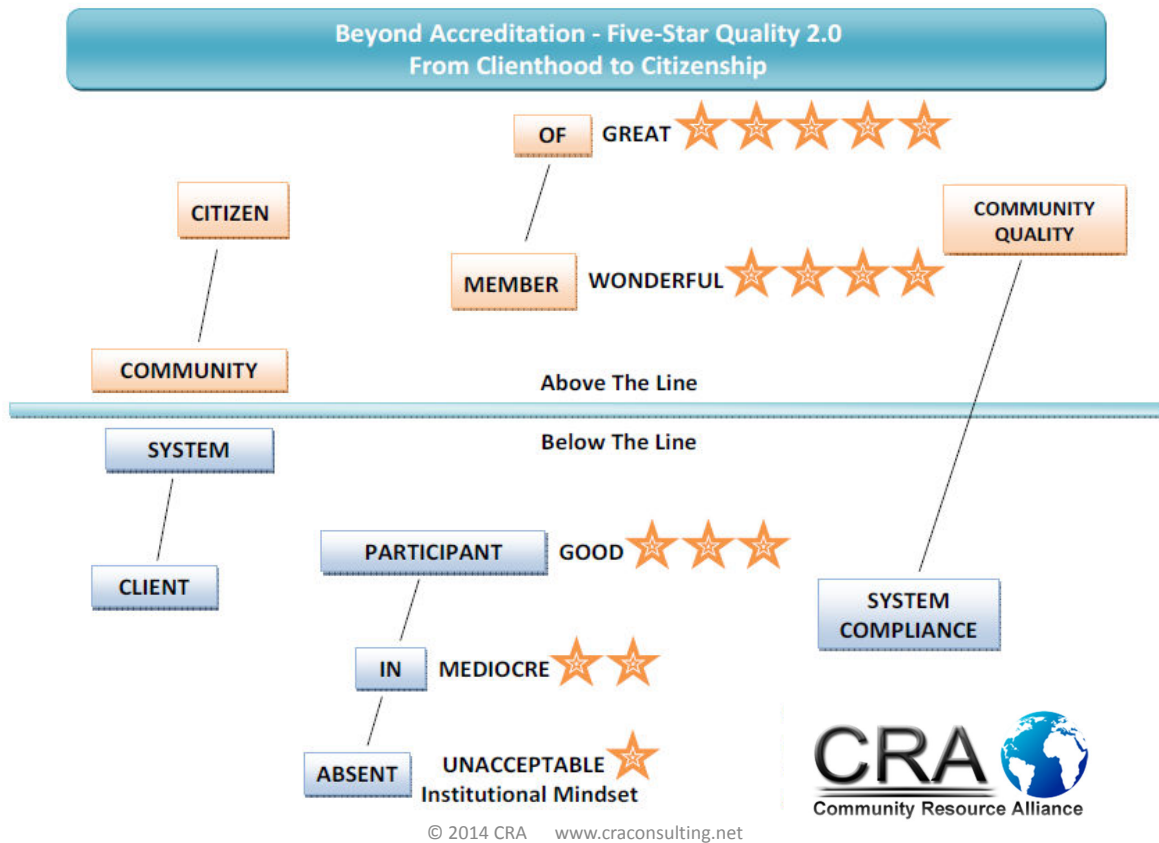 Beyond Accreditation - Five-Star Quality 2.0
From Clienthood to Citizenship
OF GREAT
CITIZEN
COMMUNITY
QUALITY
MEMBER WONDERFUL
COMMUNITY
Above The Line
Below The Line
SYSTEM
PARTICIPANT GOOD
CLIENT
SYSTEM
COMPLIANCE
IN MEDIOCRE
ABSENT
UNACCEPTABLE
Institutional Mindset
CRA
Community Resource Alliance
© 2014 CRA www.craconsulting.net